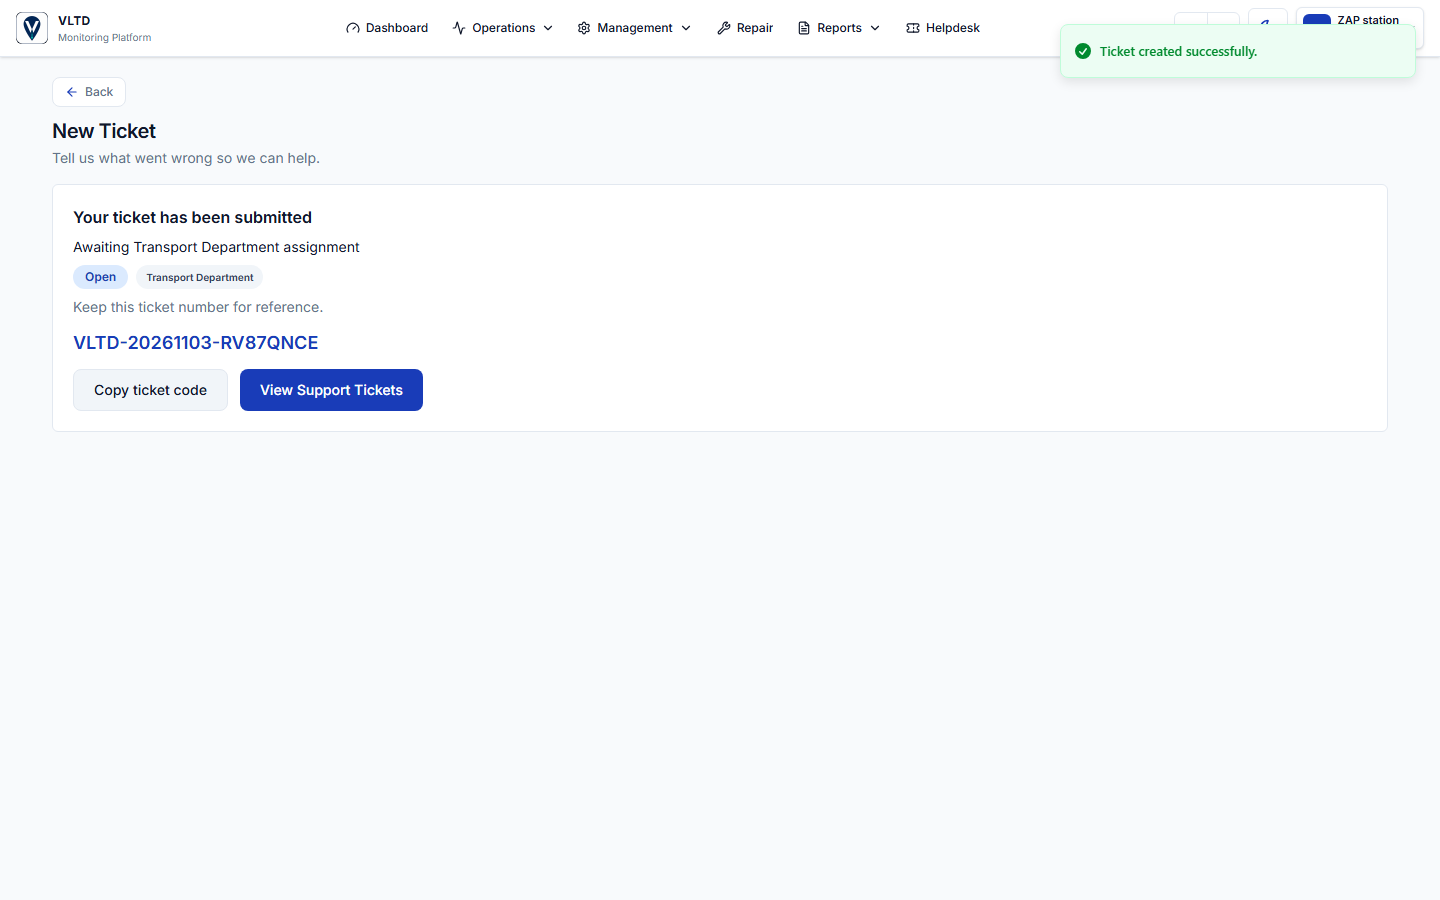 VLTD
Monitoring Platform
Dashboard
Operations
Management
Repair
Reports
Helpdesk
ZAP station
Ticket created successfully.
Back
New Ticket
Tell us what went wrong so we can help.
Your ticket has been submitted
Awaiting Transport Department assignment
Open
Transport Department
Keep this ticket number for reference.
VLTD-20261103-RV87QNCE
Copy ticket code
View Support Tickets